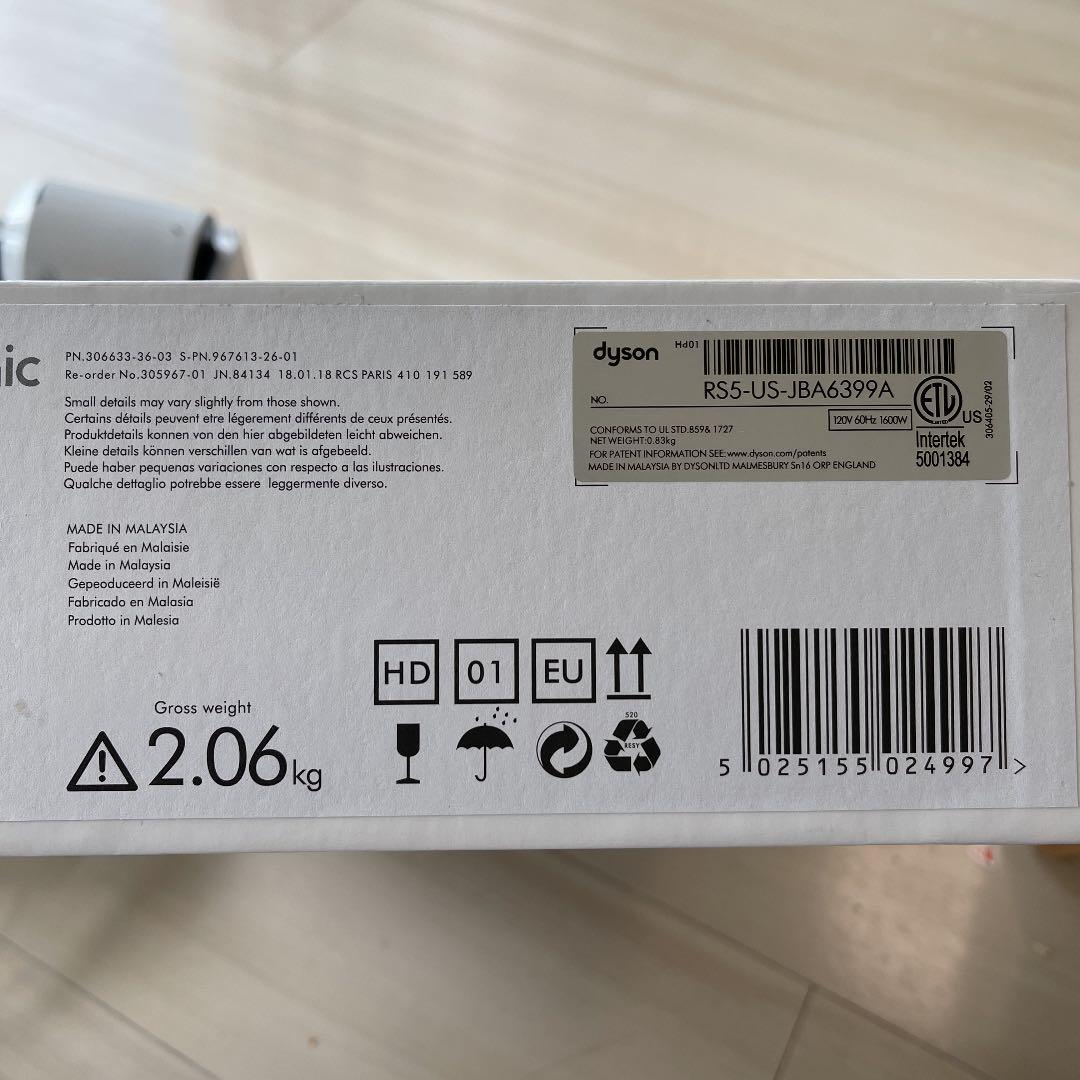 ic
PN.306633-36-03 S-PN.967613-26-01
Re-order No.305967-01 JN.84134 18.01.18 RCS PARIS 410 191 589
Small details may vary slightly from those shown.
Certains détails peuvent etre légerement différents de ceux présentés.
Produktdetails konnen von den hier abgebildeten leicht abweichen.
Kleine details können verschillen van wat is afgebeeld.
Puede haber pequenas variaciones con respecto a las ilustraciones.
Qualche dettaglio potrebbe essere leggermente diverso.
MADE IN MALAYSIA
Fabriqué en Malaisie
Made in Malaysia
Gepeoduceerd in Maleisië
Fabricado en Malasia
Prodotto in Malesia
Gross weight
2.06kg
HD 01 EU
520
RESY
dyson Hd01
NO. RS5-US-JBA6399A
120V 60Hz 1600W
CONFORMS TO UL STD.859& 1727
NET WEIGHT:0.83kg
FOR PATENT INFORMATION SEE:www.dyson.com/patents
MADE IN MALAYSIA BY DYSONLTD MALMESBURY Sn16 ORP ENGLAND
ETL US
Intertek
5001384
306405-29/02
5 025155 024997 >